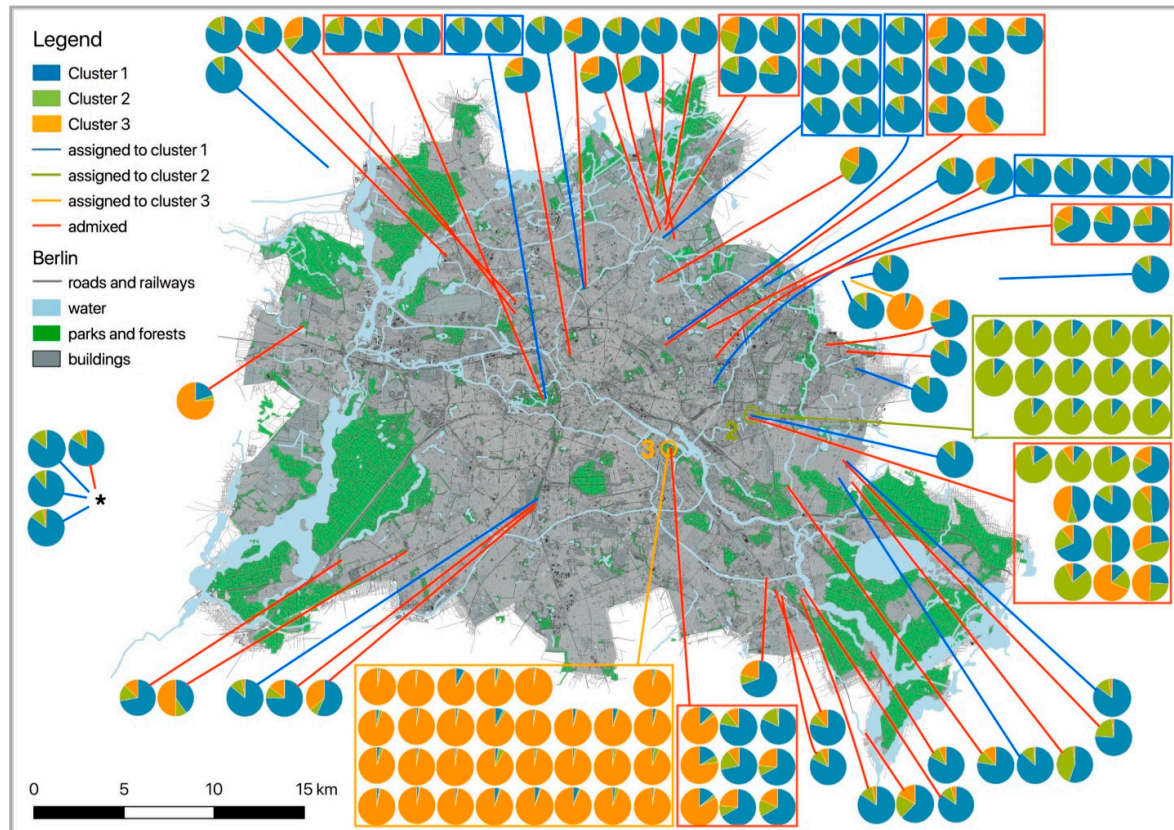 Legend
Cluster 1
Cluster 2
Cluster 3
assigned to cluster 1
assigned to cluster 2
assigned to cluster 3
admixed
Berlin
roads and railways
water
parks and forests
buildings
2
3
*
0 5 10 15 km